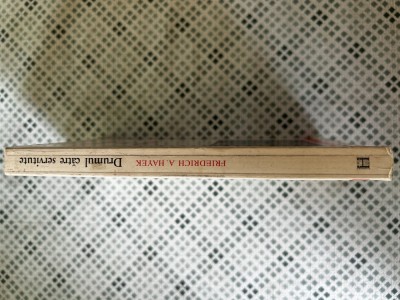 FRIEDRICH A. HAYEK
Drumul către servitute